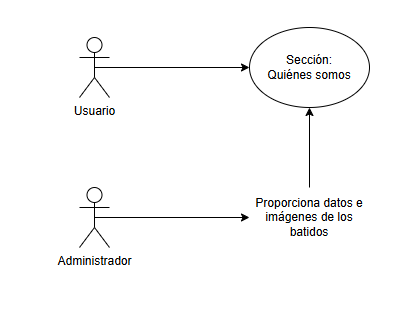 Sección:
Quiénes somos
Usuario
Proporciona datos e
imágenes de los
batidos
Administrador